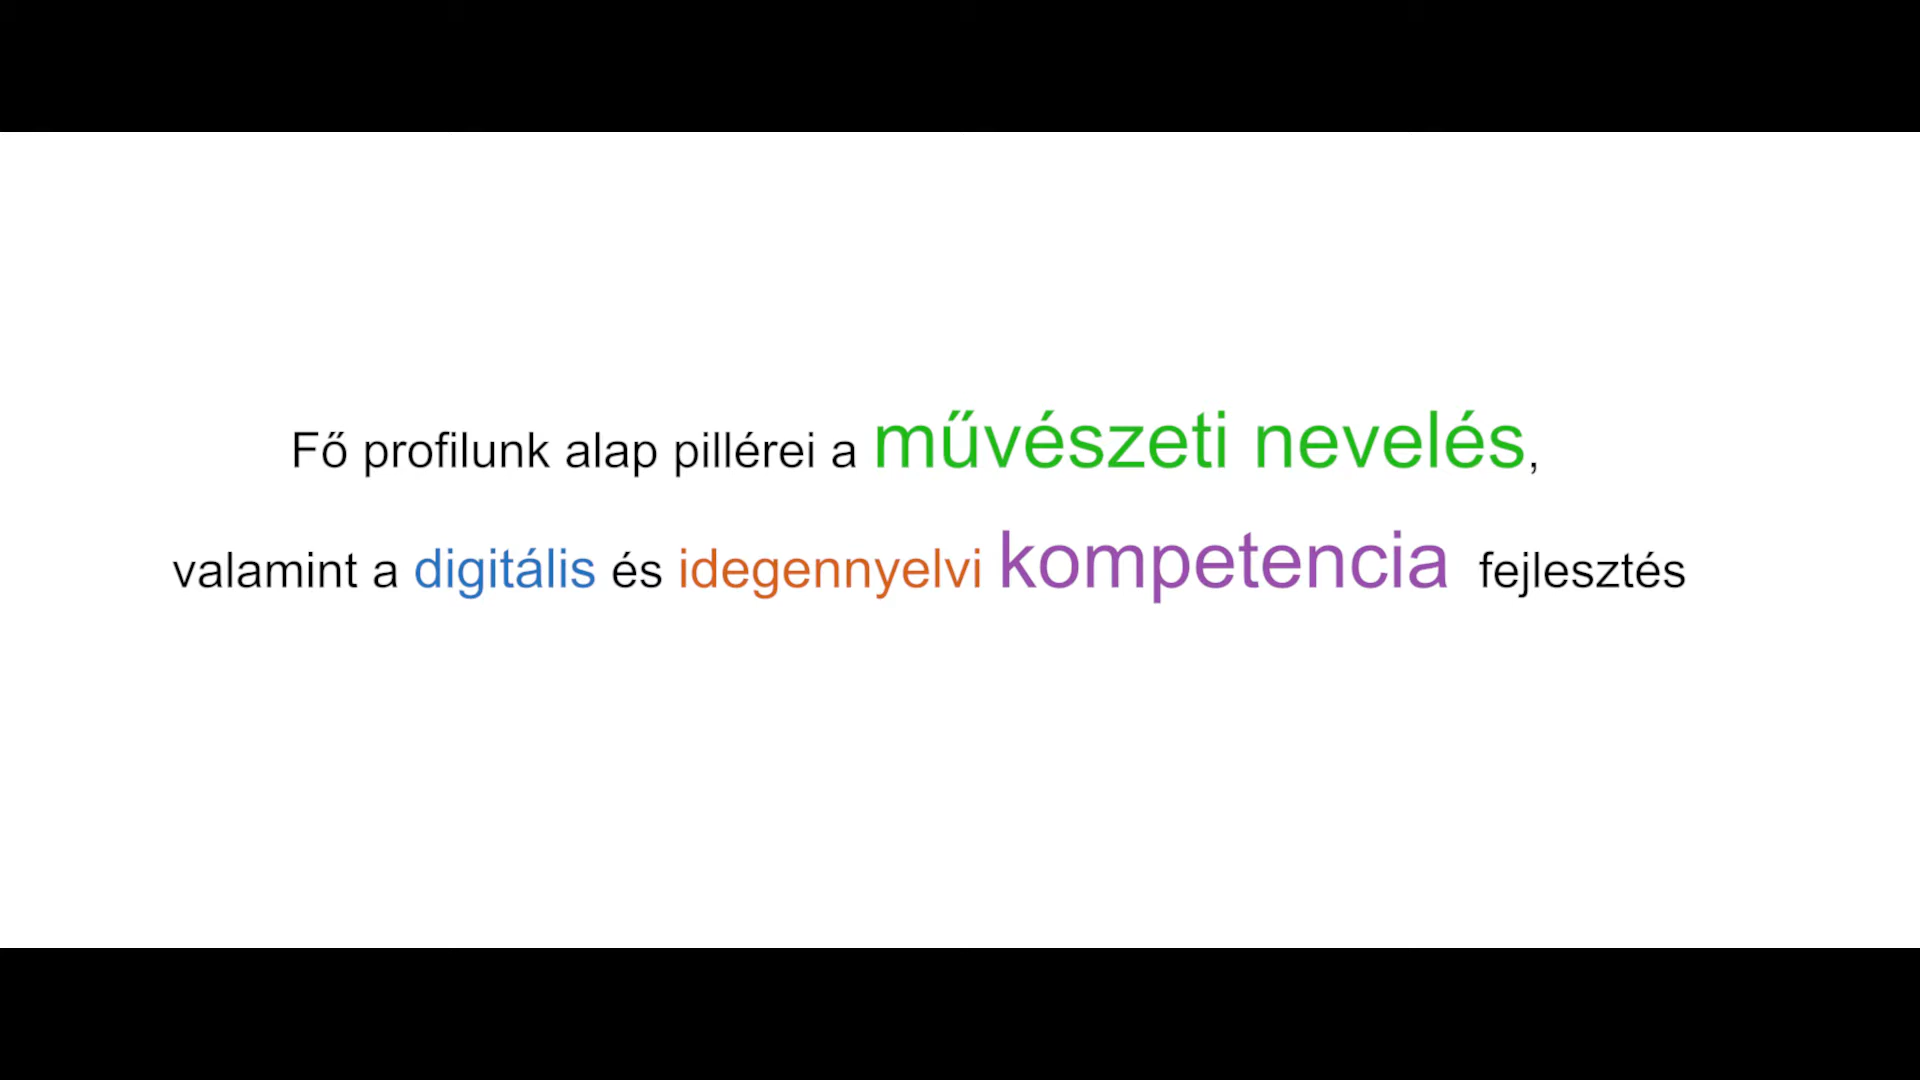 Fő profilunk alap pillérei a művészeti nevelés,
valamint a digitális és idegennyelvi kompetencia fejlesztés